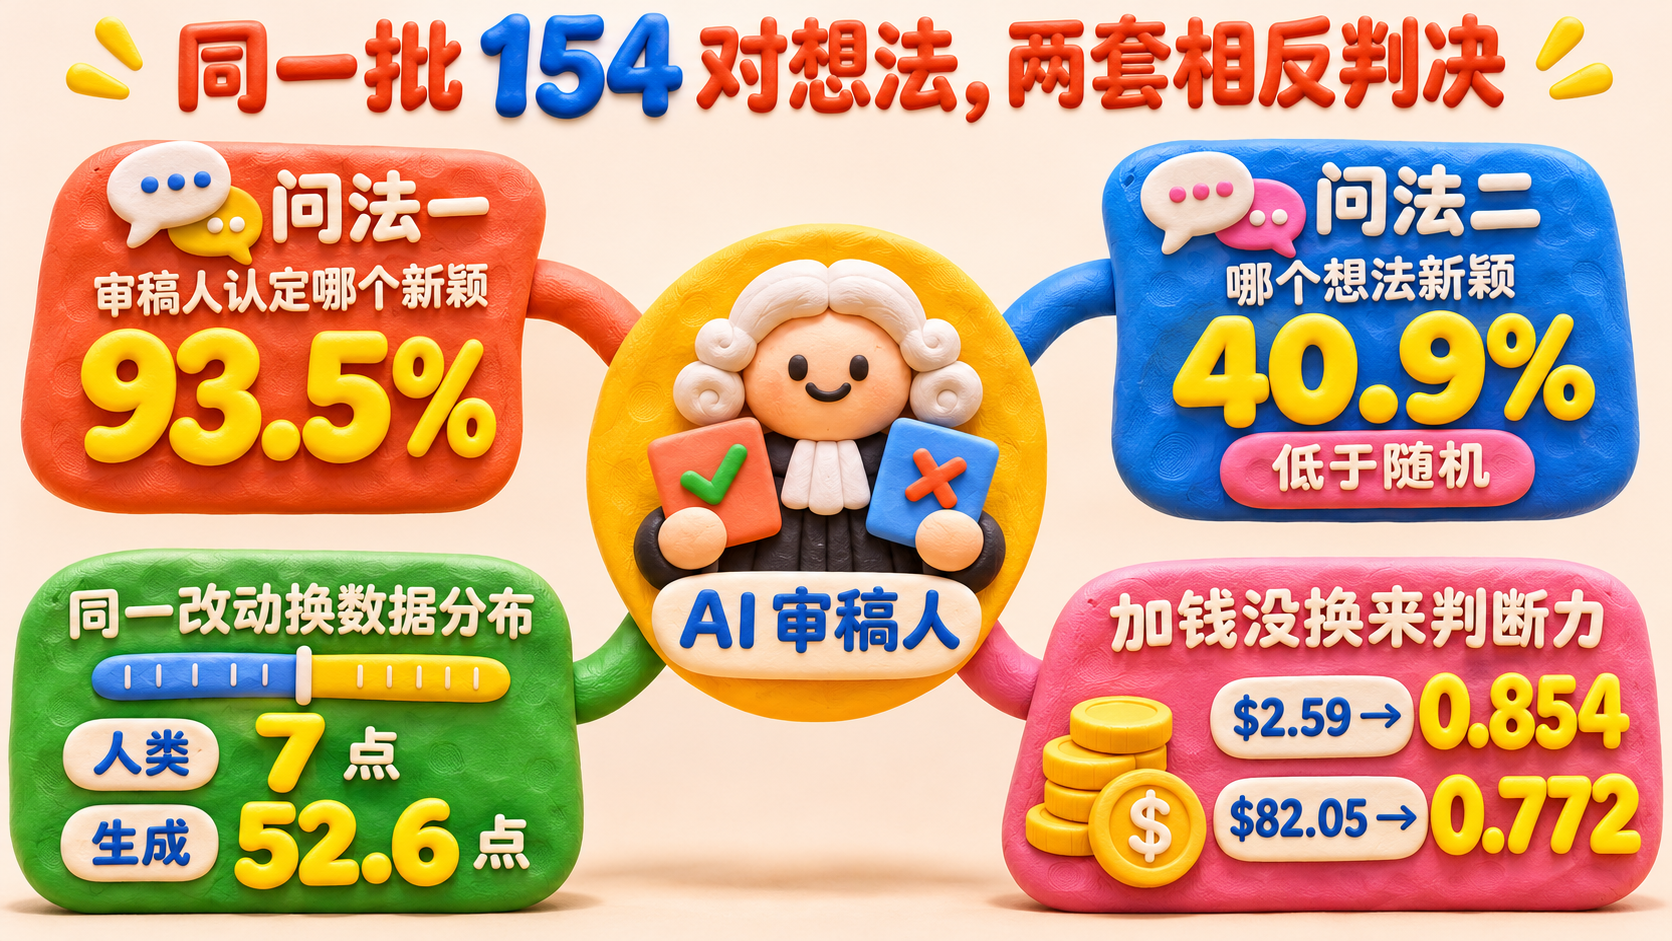 同一批154对想法,两套相反判决
问法一
审稿人认定哪个新颖
93.5%
问法二
哪个想法新颖
40.9%
低于随机
AI审稿人
同一改动换数据分布
人类 7点
生成 52.6点
加钱没换来判断力
$2.59→0.854
$82.05→0.772
$